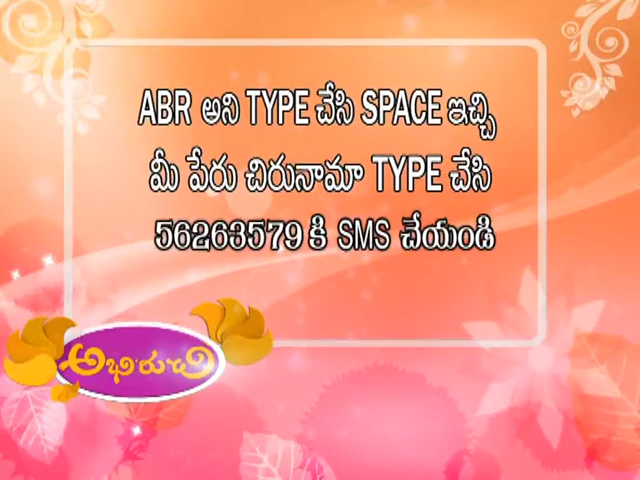 ABR అని TYPE చేసి SPACE ఇచ్చి
మీ పేరు చిరునామా TYPE చేసి
56263579 కి SMS చేయండి
అభిరుచి